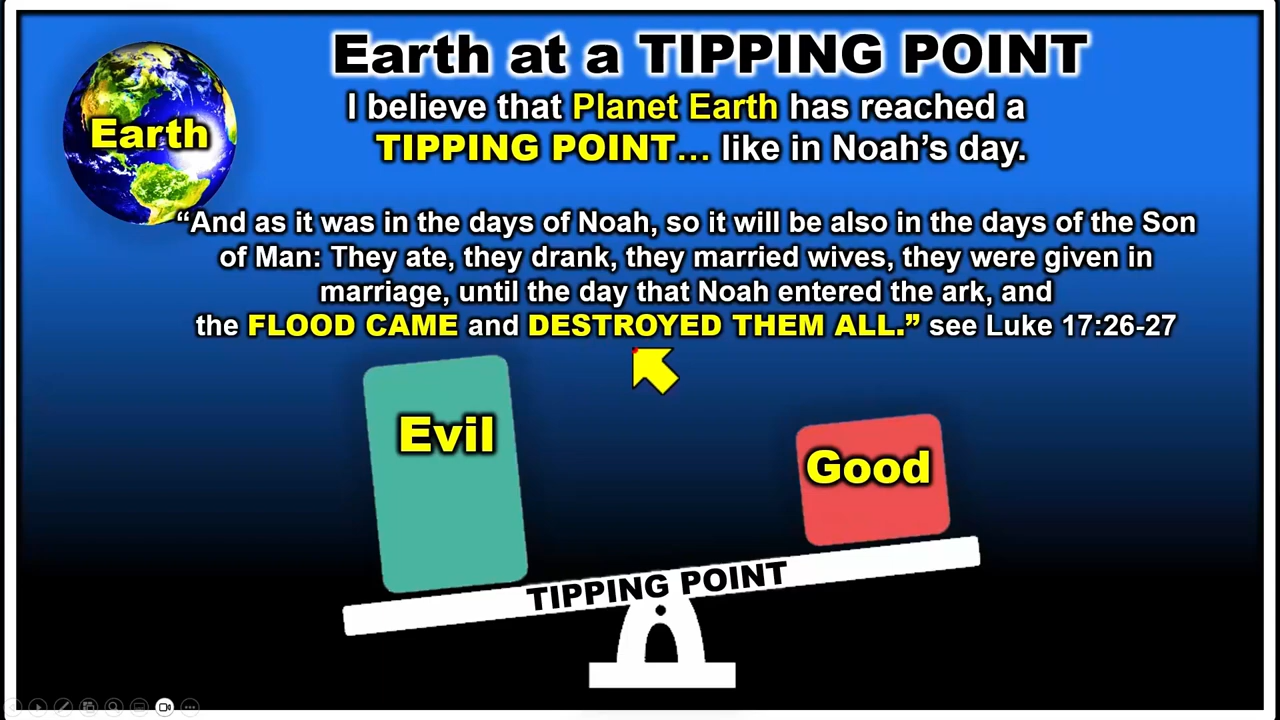 Earth at a TIPPING POINT
Earth
I believe that Planet Earth has reached a
TIPPING POINT... like in Noah’s day.
“And as it was in the days of Noah, so it will be also in the days of the Son
of Man: They ate, they drank, they married wives, they were given in
marriage, until the day that Noah entered the ark, and
the FLOOD CAME and DESTROYED THEM ALL.” see Luke 17:26-27
Evil
Good
TIPPING POINT